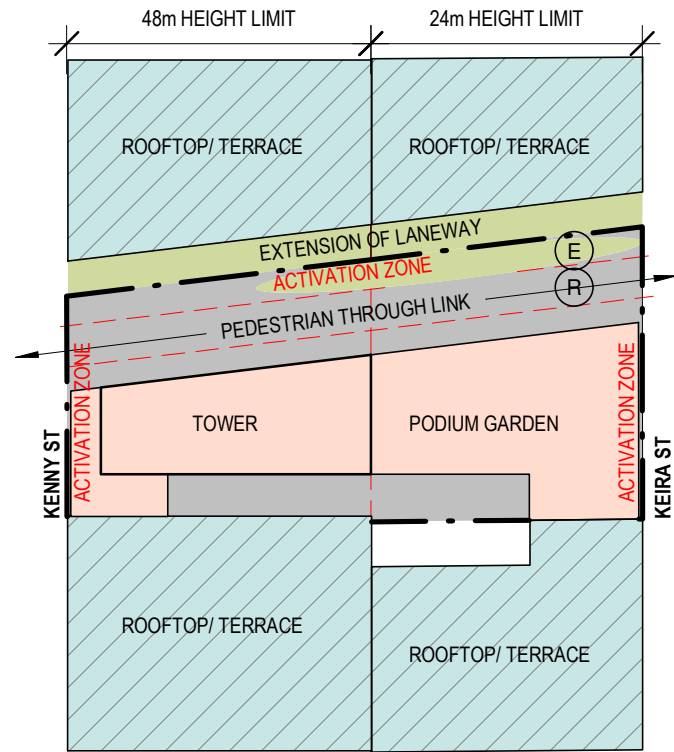 48m HEIGHT LIMIT
24m HEIGHT LIMIT
ROOFTOP/ TERRACE
ROOFTOP/ TERRACE
EXTENSION OF LANEWAY
E
ACTIVATION ZONE
R
PEDESTRIAN THROUGH LINK
KENNY ST
ACTIVATION ZONE
TOWER
PODIUM GARDEN
ACTIVATION ZONE
KEIRA ST
ROOFTOP/ TERRACE
ROOFTOP/ TERRACE